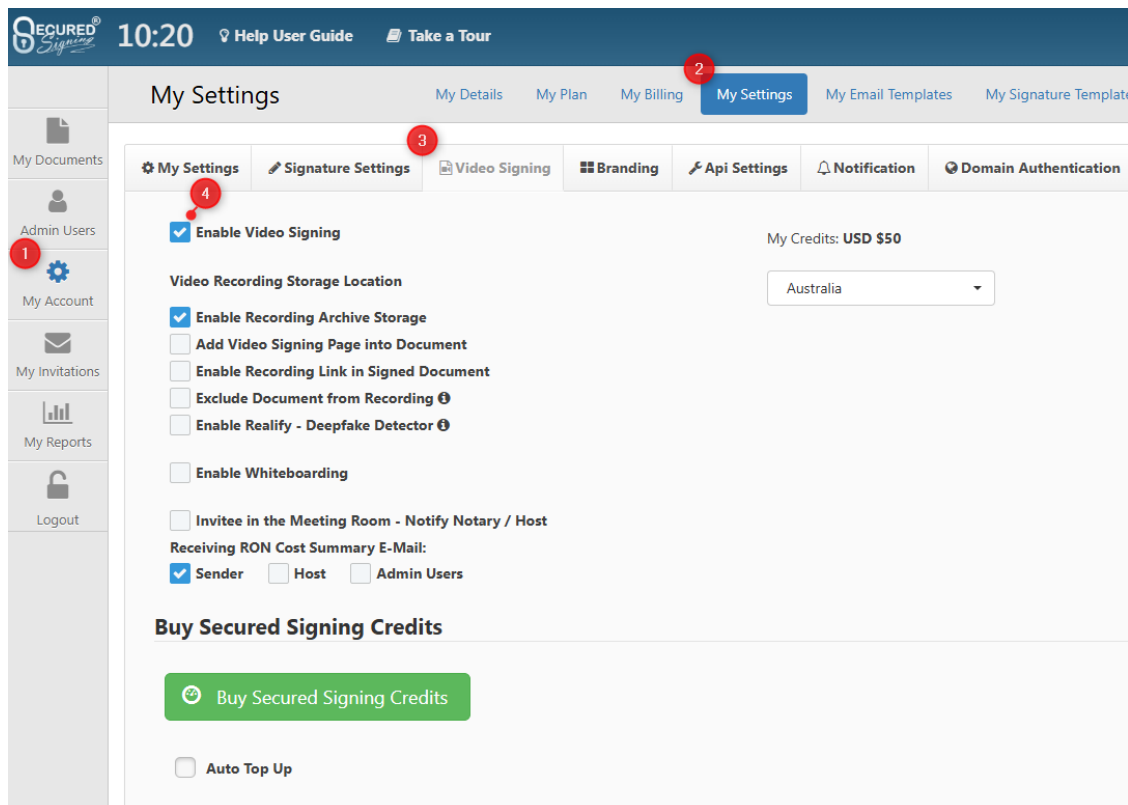 SECURED® Signing 10:20 Help User Guide Take a Tour
2
My Settings My Details My Plan My Billing My Settings My Email Templates My Signature Template
My Documents
3
My Settings Signature Settings Video Signing Branding Api Settings Notification Domain Authentication
4
Admin Users
Enable Video Signing
My Credits: USD $50
1
My Account
Video Recording Storage Location
Australia
Enable Recording Archive Storage
Add Video Signing Page into Document
My Invitations
Enable Recording Link in Signed Document
Exclude Document from Recording
Enable Realify - Deepfake Detector
My Reports
Enable Whiteboarding
Logout
Invitee in the Meeting Room - Notify Notary / Host
Receiving RON Cost Summary E-Mail:
Sender Host Admin Users
Buy Secured Signing Credits
Buy Secured Signing Credits
Auto Top Up